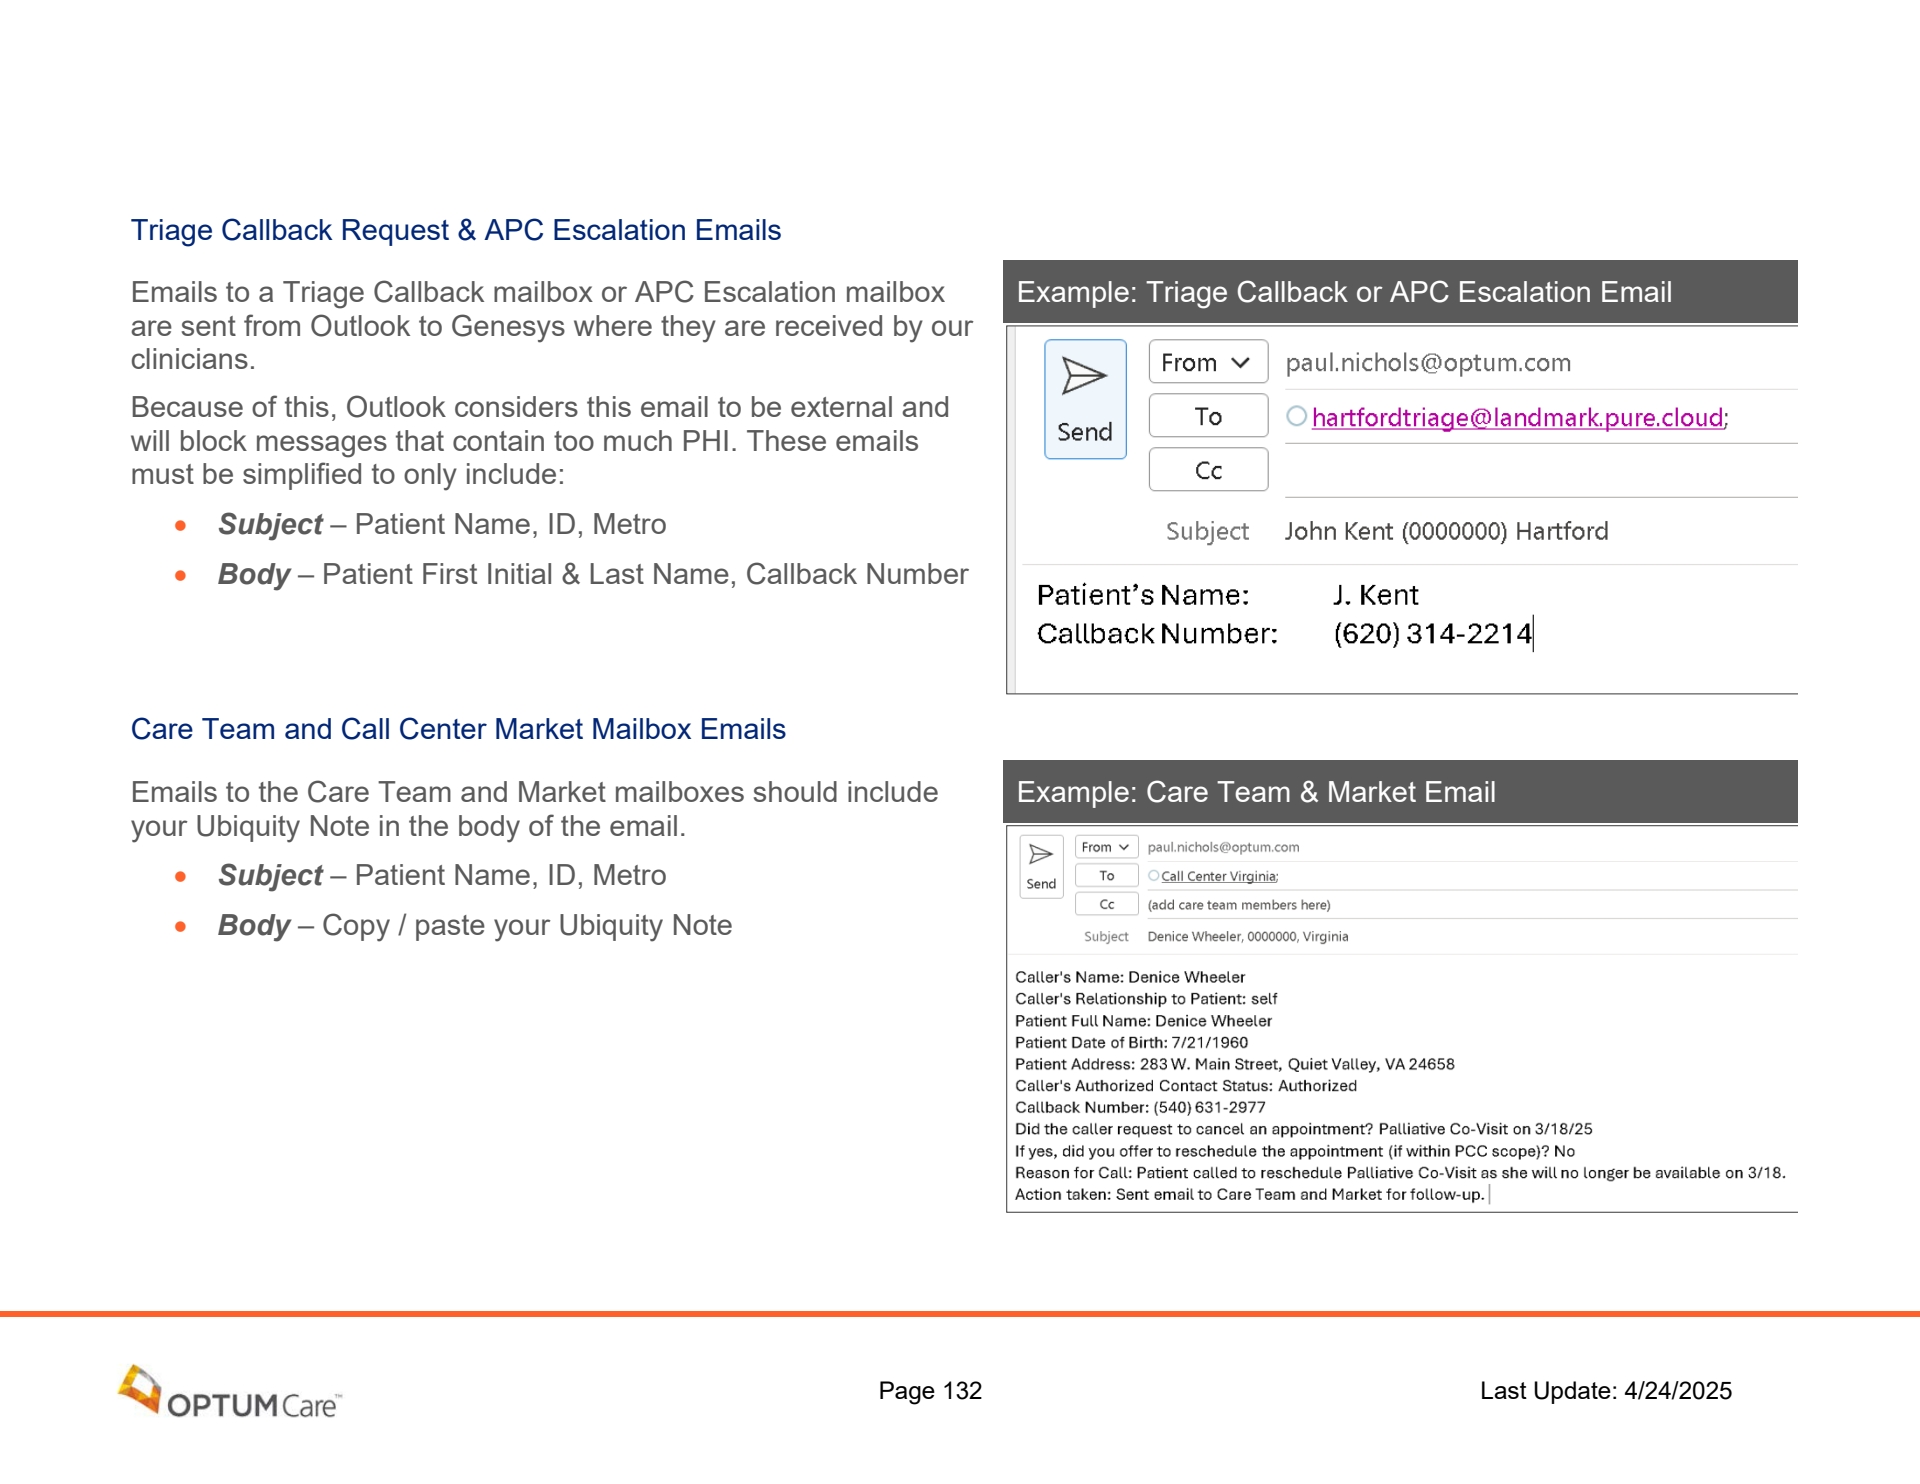 Triage Callback Request & APC Escalation Emails
Emails to a Triage Callback mailbox or APC Escalation mailbox
are sent from Outlook to Genesys where they are received by our
clinicians.
Because of this, Outlook considers this email to be external and
will block messages that contain too much PHI. These emails
must be simplified to only include:
• Subject – Patient Name, ID, Metro
• Body – Patient First Initial & Last Name, Callback Number
Example: Triage Callback or APC Escalation Email
Send
From paul.nichols@optum.com
To hartfordtriage@landmark.pure.cloud;
Cc
Subject John Kent (0000000) Hartford
Patient’s Name: J. Kent
Callback Number: (620) 314-2214
Care Team and Call Center Market Mailbox Emails
Emails to the Care Team and Market mailboxes should include
your Ubiquity Note in the body of the email.
• Subject – Patient Name, ID, Metro
• Body – Copy / paste your Ubiquity Note
Example: Care Team & Market Email
Send
From paul.nichols@optum.com
To Call Center Virginia;
Cc (add care team members here)
Subject Denice Wheeler, 0000000, Virginia
Caller's Name: Denice Wheeler
Caller's Relationship to Patient: self
Patient Full Name: Denice Wheeler
Patient Date of Birth: 7/21/1960
Patient Address: 283 W. Main Street, Quiet Valley, VA 24658
Caller's Authorized Contact Status: Authorized
Callback Number: (540) 631-2977
Did the caller request to cancel an appointment? Palliative Co-Visit on 3/18/25
If yes, did you offer to reschedule the appointment (if within PCC scope)? No
Reason for Call: Patient called to reschedule Palliative Co-Visit as she will no longer be available on 3/18.
Action taken: Sent email to Care Team and Market for follow-up.
OPTUM Care™
Page 132
Last Update: 4/24/2025